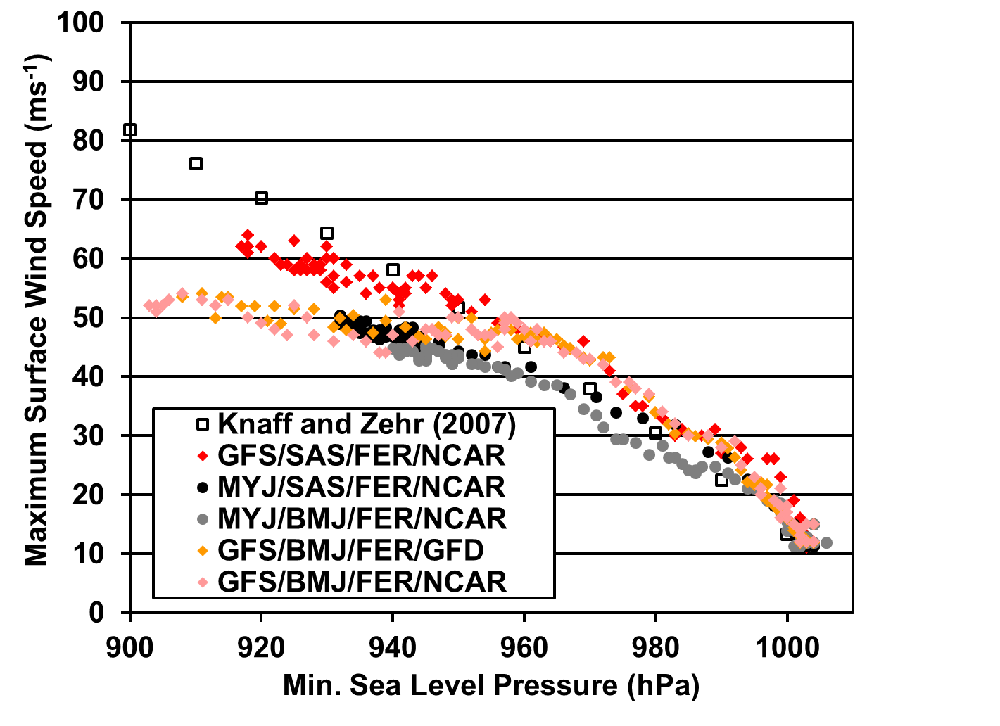 100
90
80
70
60
50
40
30
20
10
0
Maximum Surface Wind Speed (ms-1)
Knaff and Zehr (2007)
GFS/SAS/FER/NCAR
MYJ/SAS/FER/NCAR
MYJ/BMJ/FER/NCAR
GFS/BMJ/FER/GFD
GFS/BMJ/FER/NCAR
900 920 940 960 980 1000
Min. Sea Level Pressure (hPa)